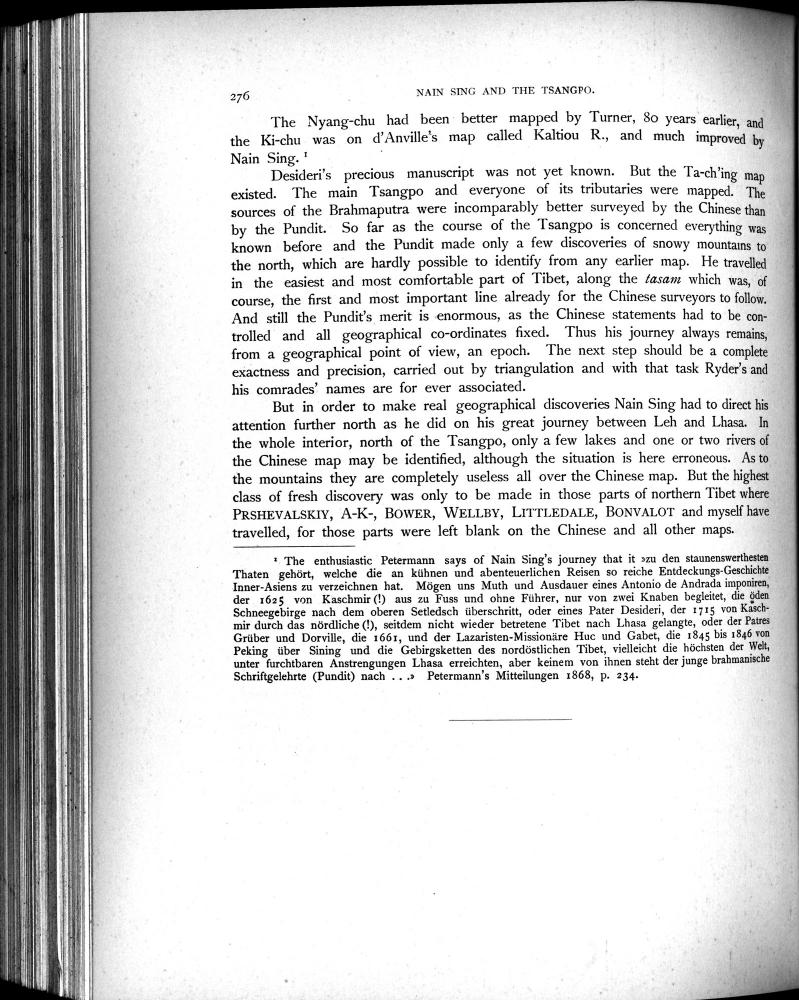 276
NAIN SING AND THE TSANGPO.
The Nyang-chu had been better mapped by Turner, 80 years earlier, and
the Ki-chu was on d'Anville's map called Kaltiou R., and much improved by
Nain Sing. ¹
Desideri's precious manuscript was not yet known. But the Ta-ch'ing map
existed. The main Tsangpo and everyone of its tributaries were mapped. The
sources of the Brahmaputra were incomparably better surveyed by the Chinese than
by the Pundit. So far as the course of the Tsangpo is concerned everything was
known before and the Pundit made only a few discoveries of snowy mountains to
the north, which are hardly possible to identify from any earlier map. He travelled
in the easiest and most comfortable part of Tibet, along the tasam which was, of
course, the first and most important line already for the Chinese surveyors to follow.
And still the Pundit's merit is enormous, as the Chinese statements had to be con-
trolled and all geographical co-ordinates fixed. Thus his journey always remains,
from a geographical point of view, an epoch. The next step should be a complete
exactness and precision, carried out by triangulation and with that task Ryder's and
his comrades' names are for ever associated.
But in order to make real geographical discoveries Nain Sing had to direct his
attention further north as he did on his great journey between Leh and Lhasa. In
the whole interior, north of the Tsangpo, only a few lakes and one or two rivers of
the Chinese map may be identified, although the situation is here erroneous. As to
the mountains they are completely useless all over the Chinese map. But the highest
class of fresh discovery was only to be made in those parts of northern Tibet where
PRSHEVALSKIY, A-K-, BOWER, WELLBY, LITTLEDALE, BONVALOT and myself have
travelled, for those parts were left blank on the Chinese and all other maps.
¹ The enthusiastic Petermann says of Nain Sing's journey that it »zu den staunenswerthesten
Thaten gehört, welche die an kühnen und abenteuerlichen Reisen so reiche Entdeckungs-Geschichte
Inner-Asiens zu verzeichnen hat. Mögen uns Muth und Ausdauer eines Antonio de Andrada imponiren,
der 1625 von Kaschmir (!) aus zu Fuss und ohne Führer, nur von zwei Knaben begleitet, die öden
Schneegebirge nach dem oberen Setledsch überschritt, oder eines Pater Desideri, der 1715 von Kasch-
mir durch das nördliche (!), seitdem nicht wieder betretene Tibet nach Lhasa gelangte, oder der Patres
Grüber und Dorville, die 1661, und der Lazaristen-Missionäre Huc und Gabet, die 1845 bis 1846 von
Peking über Sining und die Gebirgsketten des nordöstlichen Tibet, vielleicht die höchsten der Welt,
unter furchtbaren Anstrengungen Lhasa erreichten, aber keinem von ihnen steht der junge brahmanische
Schriftgelehrte (Pundit) nach . . .» Petermann's Mitteilungen 1868, p. 234.